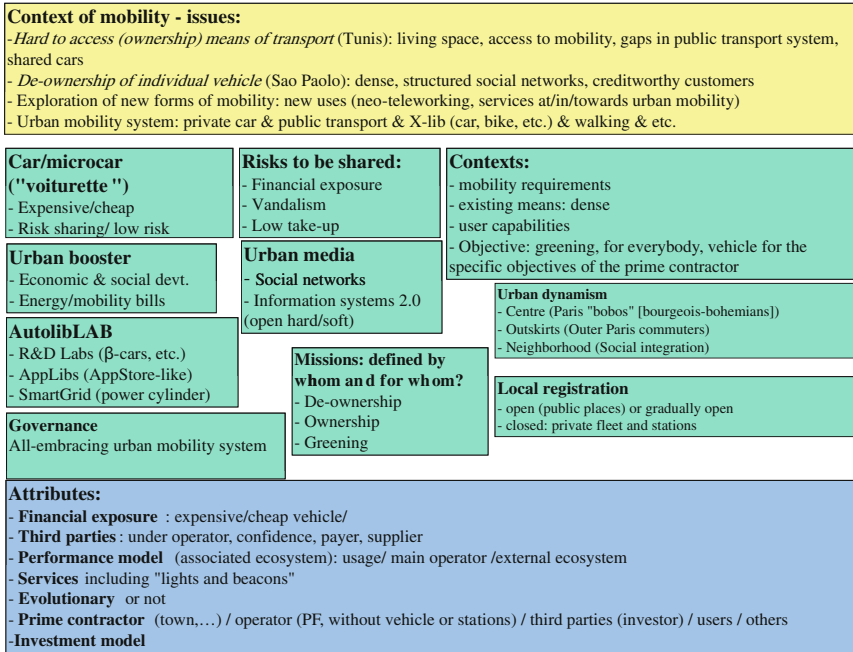 Context of mobility - issues:
-Hard to access (ownership) means of transport (Tunis): living space, access to mobility, gaps in public transport system,
shared cars
- De-ownership of individual vehicle (Sao Paolo): dense, structured social networks, creditworthy customers
- Exploration of new forms of mobility: new uses (neo-teleworking, services at/in/towards urban mobility)
- Urban mobility system: private car & public transport & X-lib (car, bike, etc.) & walking & etc.
Car/microcar
("voiturette ")
- Expensive/cheap
- Risk sharing/ low risk
Risks to be shared:
- Financial exposure
- Vandalism
- Low take-up
Contexts:
- mobility requirements
- existing means: dense
- user capabilities
- Objective: greening, for everybody, vehicle for the
specific objectives of the prime contractor
Urban booster
- Economic & social devt.
- Energy/mobility bills
Urban media
- Social networks
- Information systems 2.0
(open hard/soft)
Urban dynamism
- Centre (Paris "bobos" [bourgeois-bohemians])
- Outskirts (Outer Paris commuters)
- Neighborhood (Social integration)
AutolibLAB
- R&D Labs (β-cars, etc.)
- AppLibs (AppStore-like)
- SmartGrid (power cylinder)
Missions: defined by
whom and for whom?
- De-ownership
- Ownership
- Greening
Local registration
- open (public places) or gradually open
- closed: private fleet and stations
Governance
All-embracing urban mobility system
Attributes:
- Financial exposure : expensive/cheap vehicle/
- Third parties : under operator, confidence, payer, supplier
- Performance model (associated ecosystem): usage/ main operator /external ecosystem
- Services including "lights and beacons"
- Evolutionary or not
- Prime contractor (town,…) / operator (PF, without vehicle or stations) / third parties (investor) / users / others
-Investment model